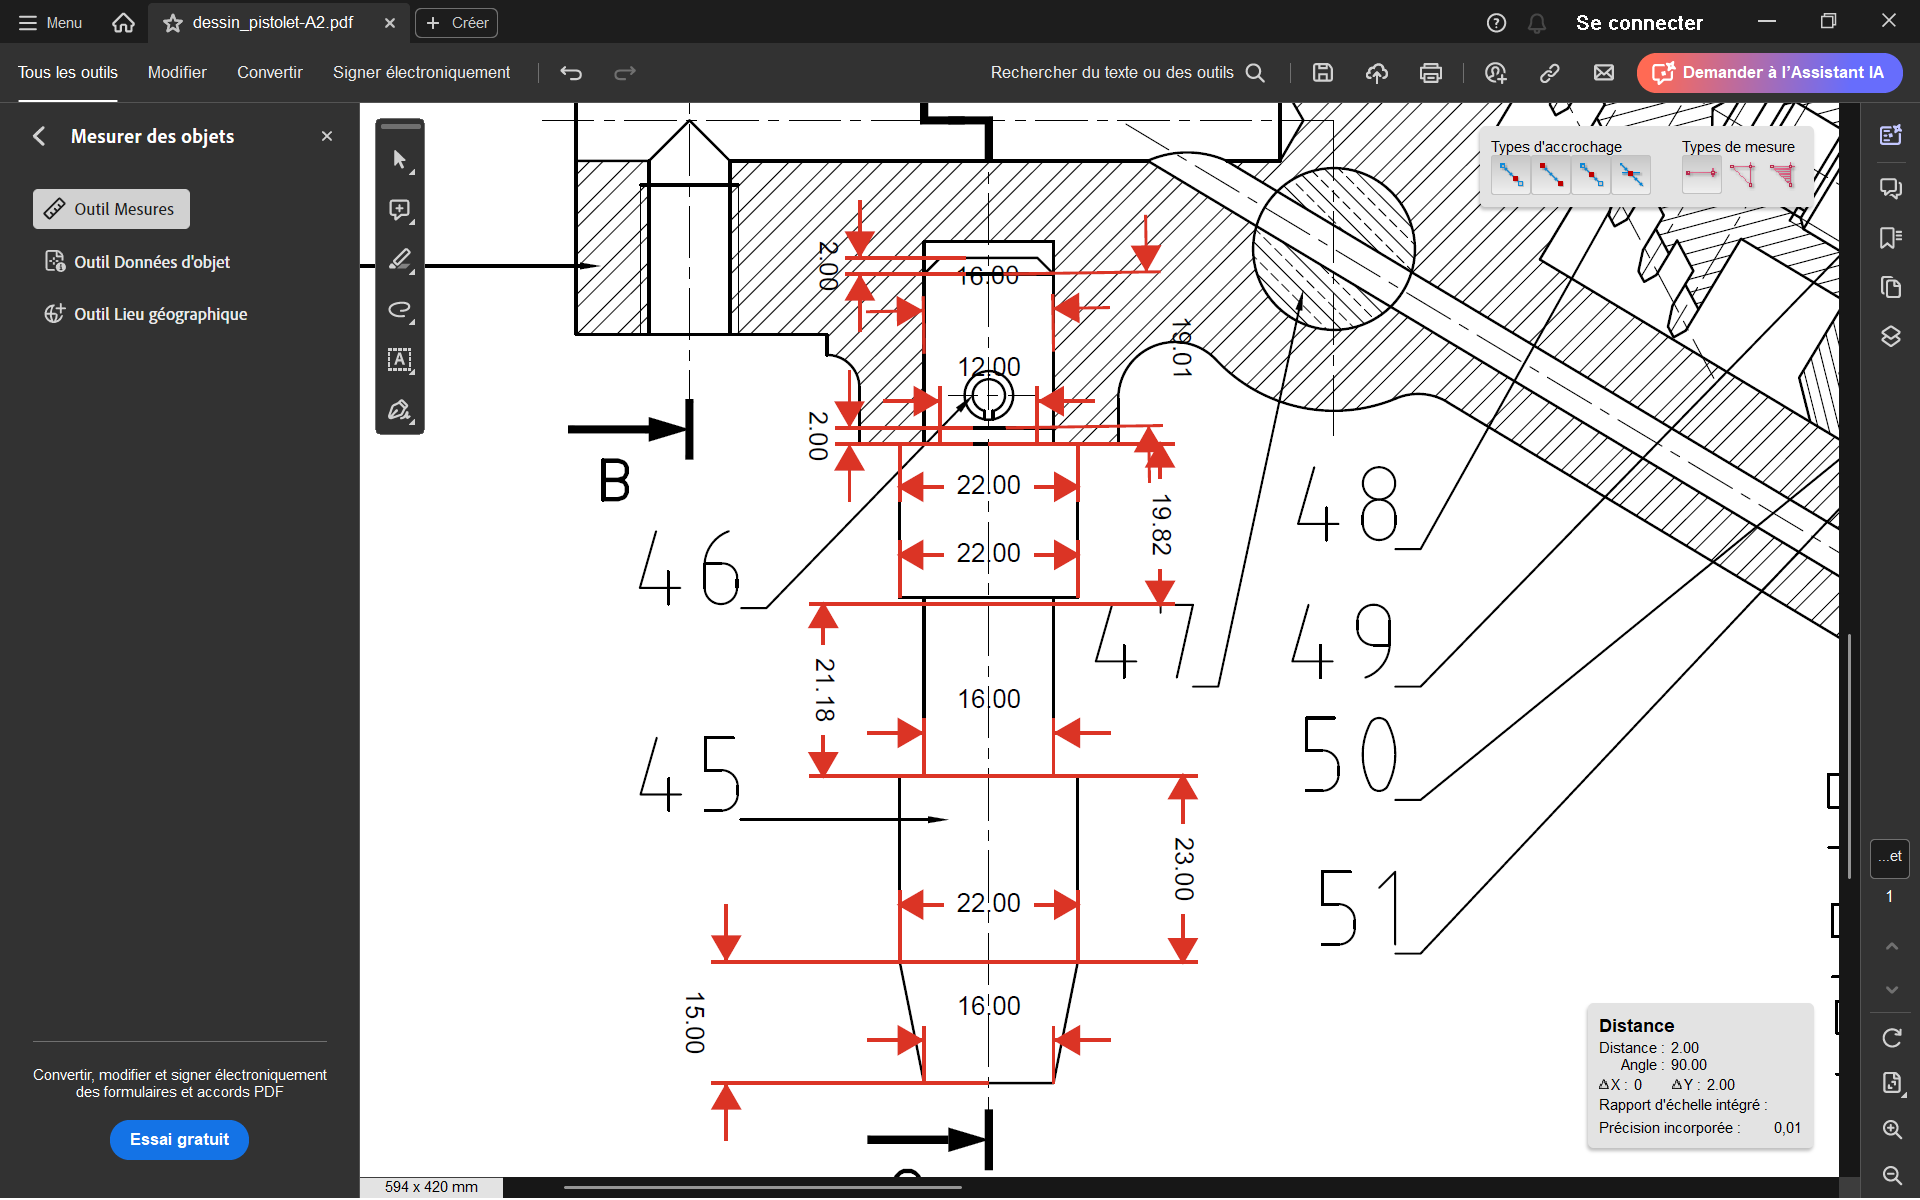 Menu
dessin_pistolet-A2.pdf
Créer
Se connecter
Tous les outils
Modifier
Convertir
Signer électroniquement
Rechercher du texte ou des outils
Demander à l'Assistant IA
Mesurer des objets
Outil Mesures
Outil Données d'objet
Outil Lieu géographique
Types d'accrochage
Types de mesure
2.00
16.00
19.01
12.00
2.00
B
22.00
48
19.82
22.00
46
47
49
21.18
16.00
50
45
23.00
22.00
51
15.00
16.00
...et
1
Distance
Distance : 2.00
Angle : 90.00
ΔX : 0 ΔY : 2.00
Rapport d'échelle intégré :
Précision incorporée : 0,01
Convertir, modifier et signer électroniquement
des formulaires et accords PDF
Essai gratuit
594 x 420 mm